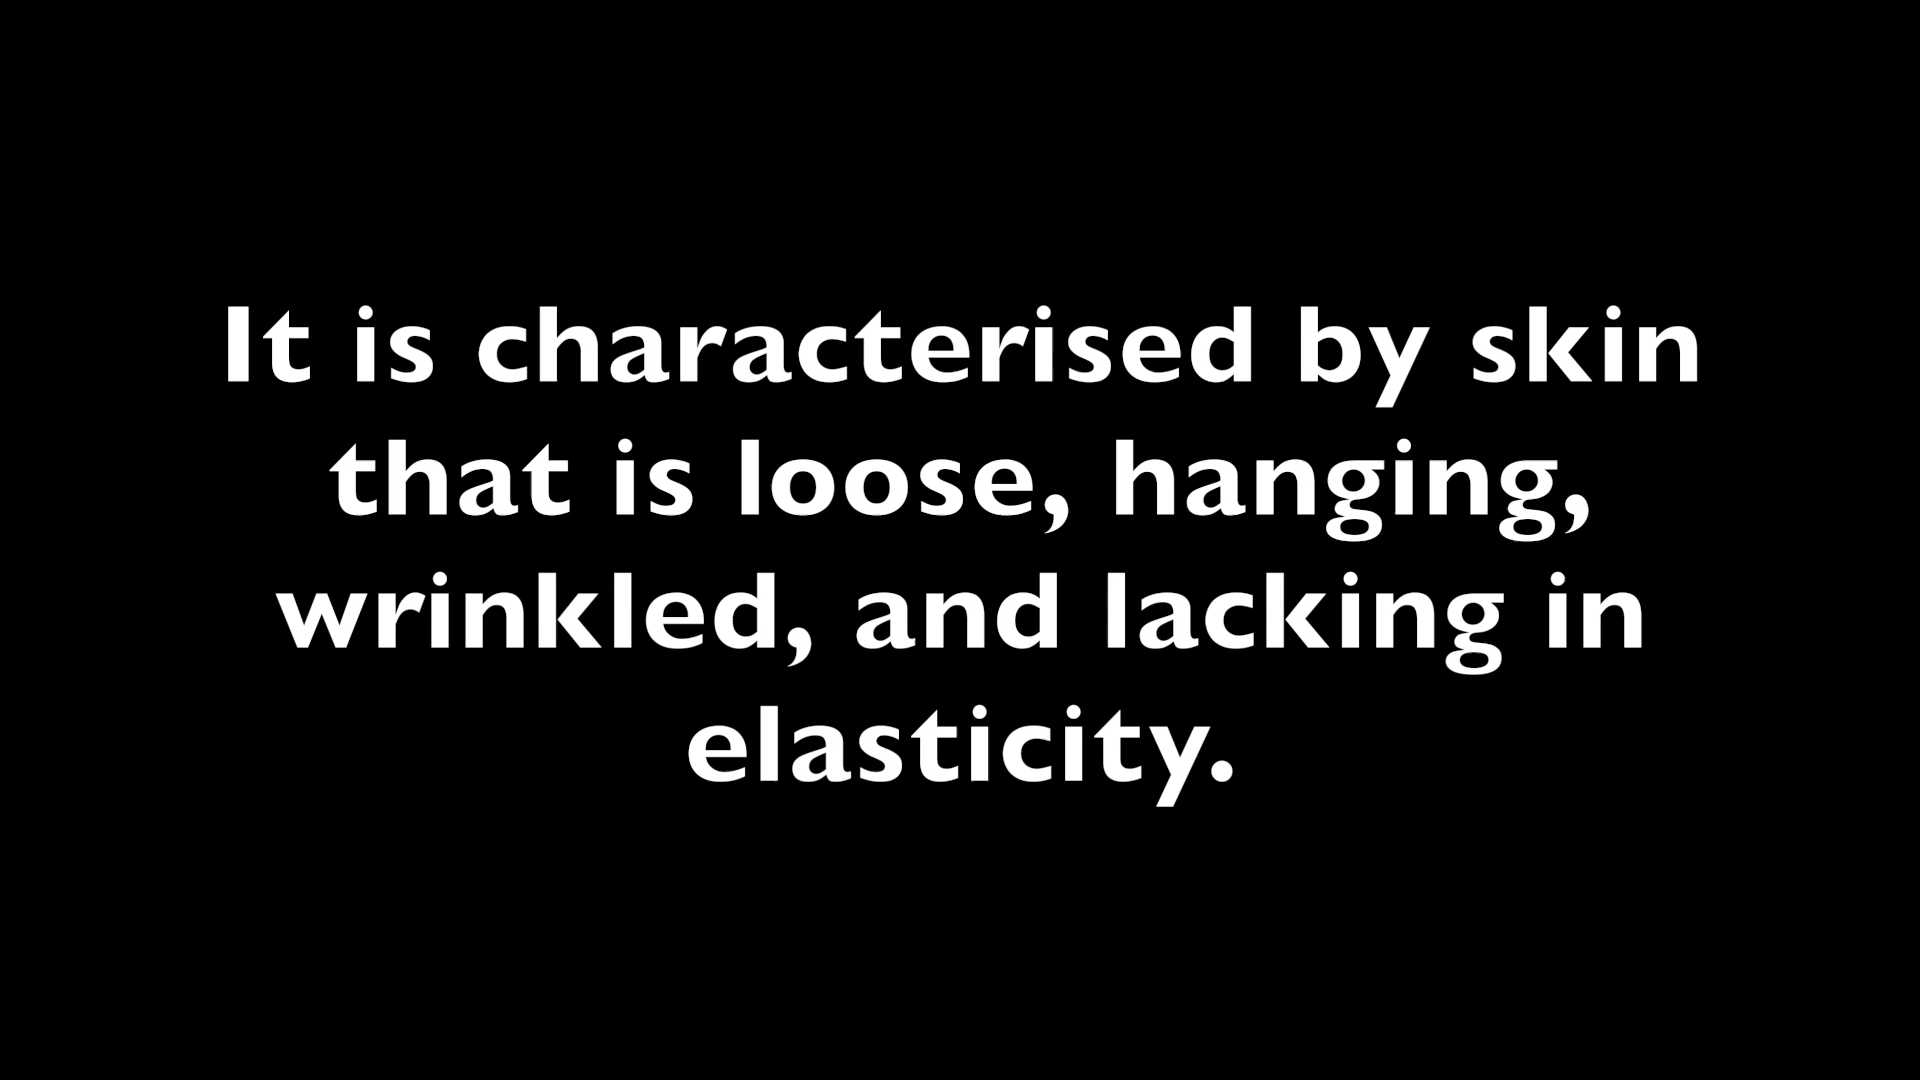 It is characterised by skin
that is loose, hanging,
wrinkled, and lacking in
elasticity.